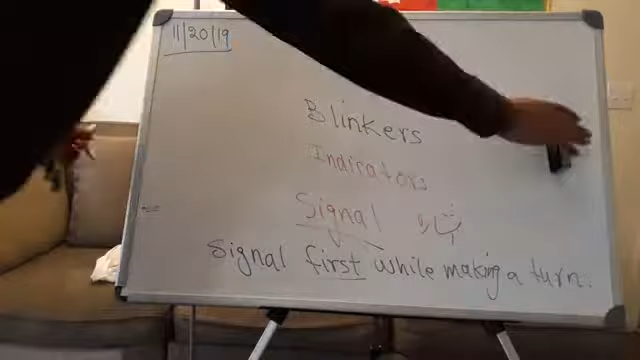 11/20/19
Blinkers
Indicators
Signal
Signal first while making a turn.